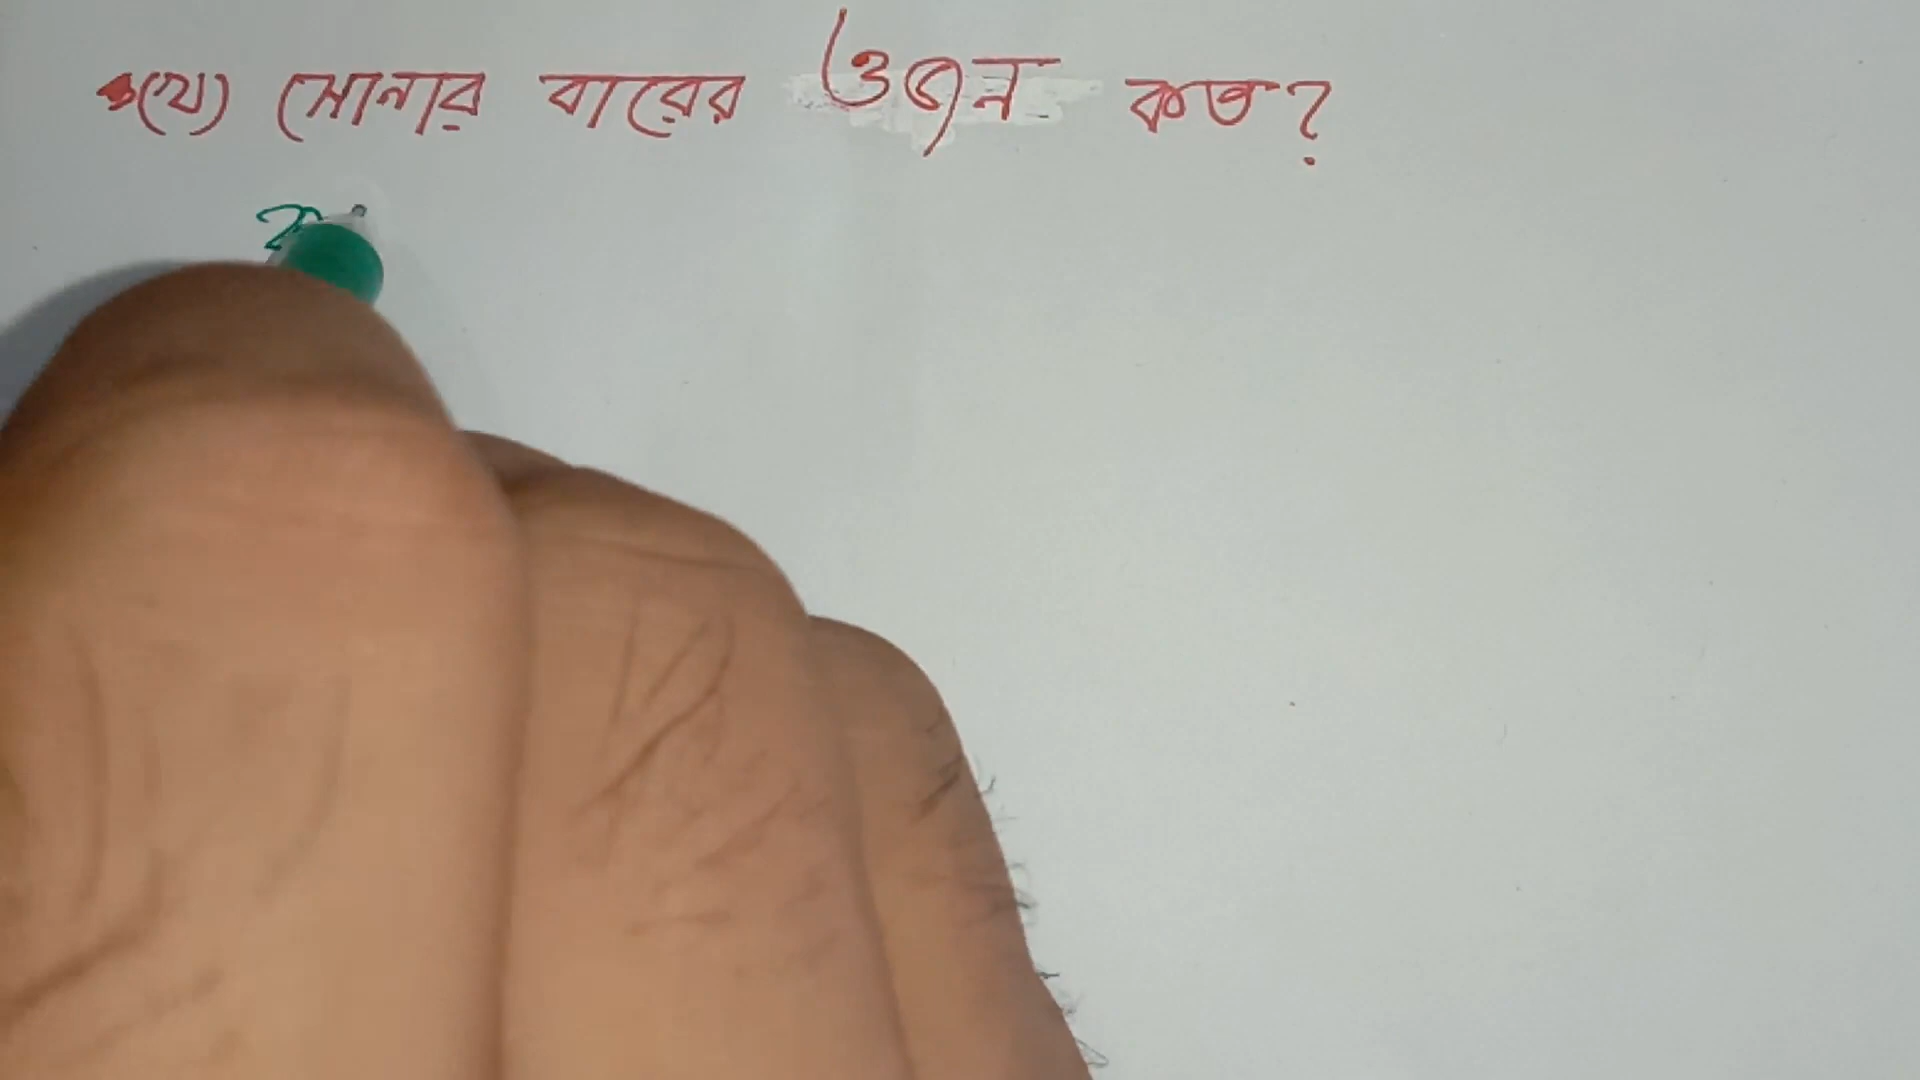 (খ) সোনার বারের ওজন কত?